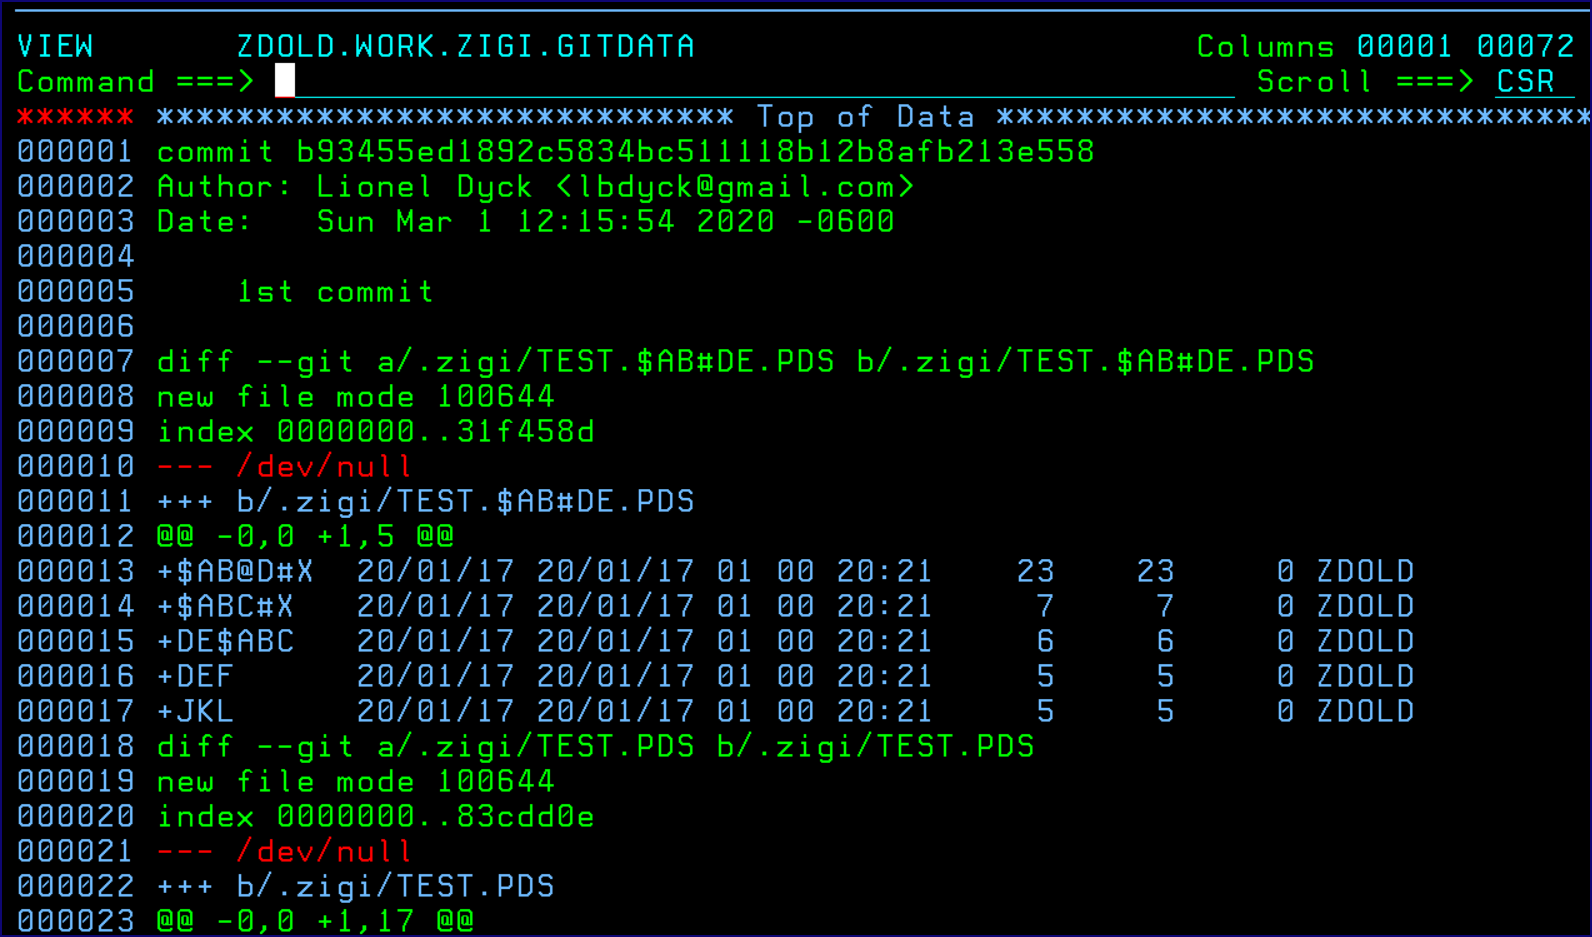 VIEW       ZDOLD.WORK.ZIGI.GITDATA                         Columns 00001 00072
Command ===>                                                  Scroll ===> CSR
****** ***************************** Top of Data ******************************
000001 commit b93455ed1892c5834bc511118b12b8afb213e558
000002 Author: Lionel Dyck <lbdyck@gmail.com>
000003 Date:   Sun Mar 1 12:15:54 2020 -0600
000004
000005     1st commit
000006
000007 diff --git a/.zigi/TEST.$AB#DE.PDS b/.zigi/TEST.$AB#DE.PDS
000008 new file mode 100644
000009 index 0000000..31f458d
000010 --- /dev/null
000011 +++ b/.zigi/TEST.$AB#DE.PDS
000012 @@ -0,0 +1,5 @@
000013 +$AB@D#X  20/01/17 20/01/17 01 00 20:21    23    23     0 ZDOLD
000014 +$ABC#X   20/01/17 20/01/17 01 00 20:21     7     7     0 ZDOLD
000015 +DE$ABC   20/01/17 20/01/17 01 00 20:21     6     6     0 ZDOLD
000016 +DEF      20/01/17 20/01/17 01 00 20:21     5     5     0 ZDOLD
000017 +JKL      20/01/17 20/01/17 01 00 20:21     5     5     0 ZDOLD
000018 diff --git a/.zigi/TEST.PDS b/.zigi/TEST.PDS
000019 new file mode 100644
000020 index 0000000..83cdd0e
000021 --- /dev/null
000022 +++ b/.zigi/TEST.PDS
000023 @@ -0,0 +1,17 @@